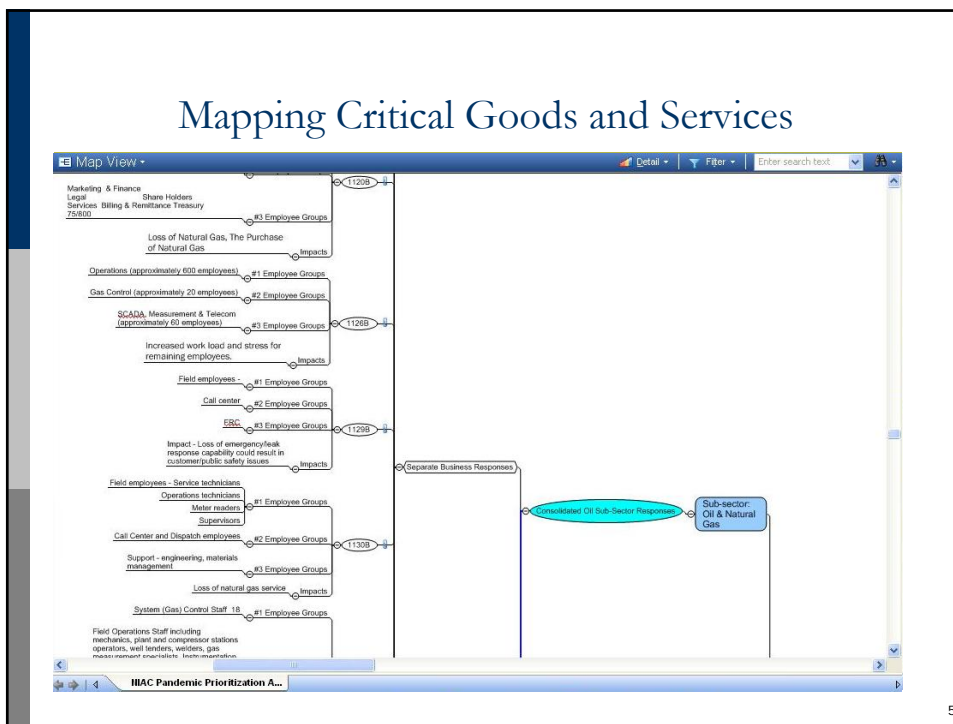 Mapping Critical Goods and Services
Map View
Detail
Filter
Enter search text
1120B
Marketing & Finance
Legal Share Holders
Services Billing & Remittance Treasury
75/800
#3 Employee Groups
Loss of Natural Gas, The Purchase
of Natural Gas
Impacts
Operations (approximately 600 employees)
#1 Employee Groups
Gas Control (approximately 20 employees)
#2 Employee Groups
SCADA, Measurement & Telecom
(approximately 60 employees)
#3 Employee Groups
1126B
Increased work load and stress for
remaining employees.
Impacts
Field employees -
#1 Employee Groups
Call center
#2 Employee Groups
ERC
#3 Employee Groups
1129B
Impact - Loss of emergency/leak
response capability could result in
customer/public safety issues
Impacts
Separate Business Responses
Field employees - Service technicians
Operations technicians
Meter readers
Supervisors
#1 Employee Groups
Consolidated Oil Sub-Sector Responses
Sub-sector:
Oil & Natural
Gas
Call Center and Dispatch employees
#2 Employee Groups
1130B
Support - engineering, materials
management
#3 Employee Groups
Loss of natural gas service
Impacts
System (Gas) Control Staff 18
#1 Employee Groups
Field Operations Staff including
mechanics, plant and compressor stations
operators, well tenders, welders, gas
measurement specialists, Instrumentation
NIAC Pandemic Prioritization A...
5